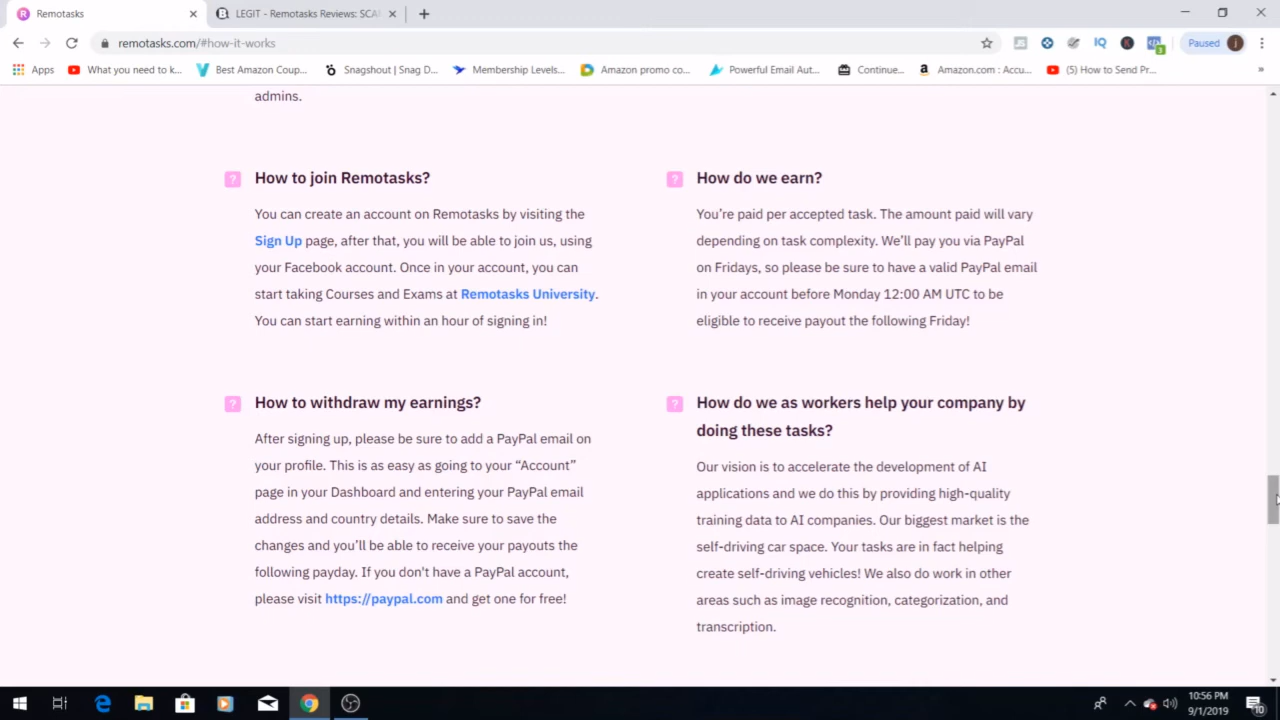 Remotasks
LEGIT - Remotasks Reviews: SCA
remotasks.com/#how-it-works
Paused
Apps
What you need to k...
Best Amazon Coup...
Snagshout | Snag D...
Membership Levels...
Amazon promo co...
Powerful Email Aut...
Continue...
Amazon.com : Accu...
(5) How to Send Pr...
»
admins.
How to join Remotasks?
You can create an account on Remotasks by visiting the
Sign Up page, after that, you will be able to join us, using
your Facebook account. Once in your account, you can
start taking Courses and Exams at Remotasks University.
You can start earning within an hour of signing in!
How do we earn?
You’re paid per accepted task. The amount paid will vary
depending on task complexity. We’ll pay you via PayPal
on Fridays, so please be sure to have a valid PayPal email
in your account before Monday 12:00 AM UTC to be
eligible to receive payout the following Friday!
How to withdraw my earnings?
After signing up, please be sure to add a PayPal email on
your profile. This is as easy as going to your “Account”
page in your Dashboard and entering your PayPal email
address and country details. Make sure to save the
changes and you’ll be able to receive your payouts the
following payday. If you don't have a PayPal account,
please visit https://paypal.com and get one for free!
How do we as workers help your company by
doing these tasks?
Our vision is to accelerate the development of AI
applications and we do this by providing high-quality
training data to AI companies. Our biggest market is the
self-driving car space. Your tasks are in fact helping
create self-driving vehicles! We also do work in other
areas such as image recognition, categorization, and
transcription.
10:56 PM
9/1/2019
10